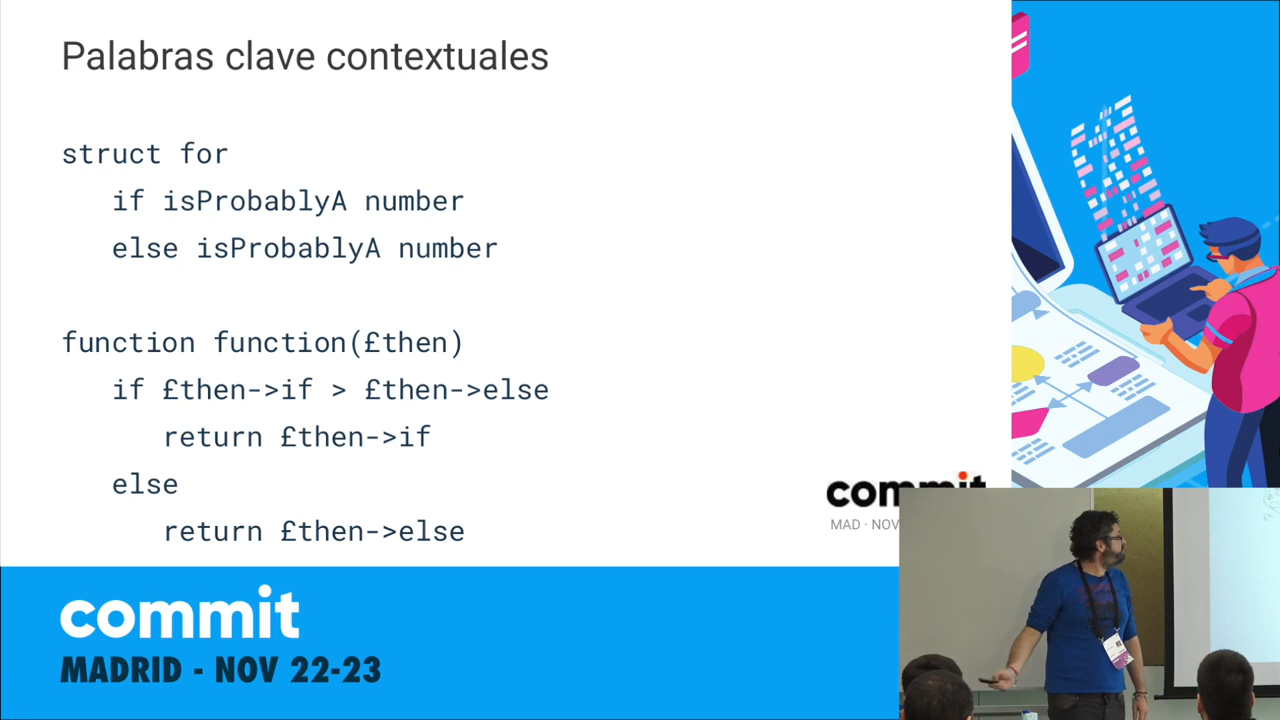 Palabras clave contextuales
struct for
if isProbablyA number
else isProbablyA number
function function(£then)
if £then->if > £then->else
return £then->if
else
return £then->else
commit
MAD · NOV
commit
MADRID - NOV 22-23